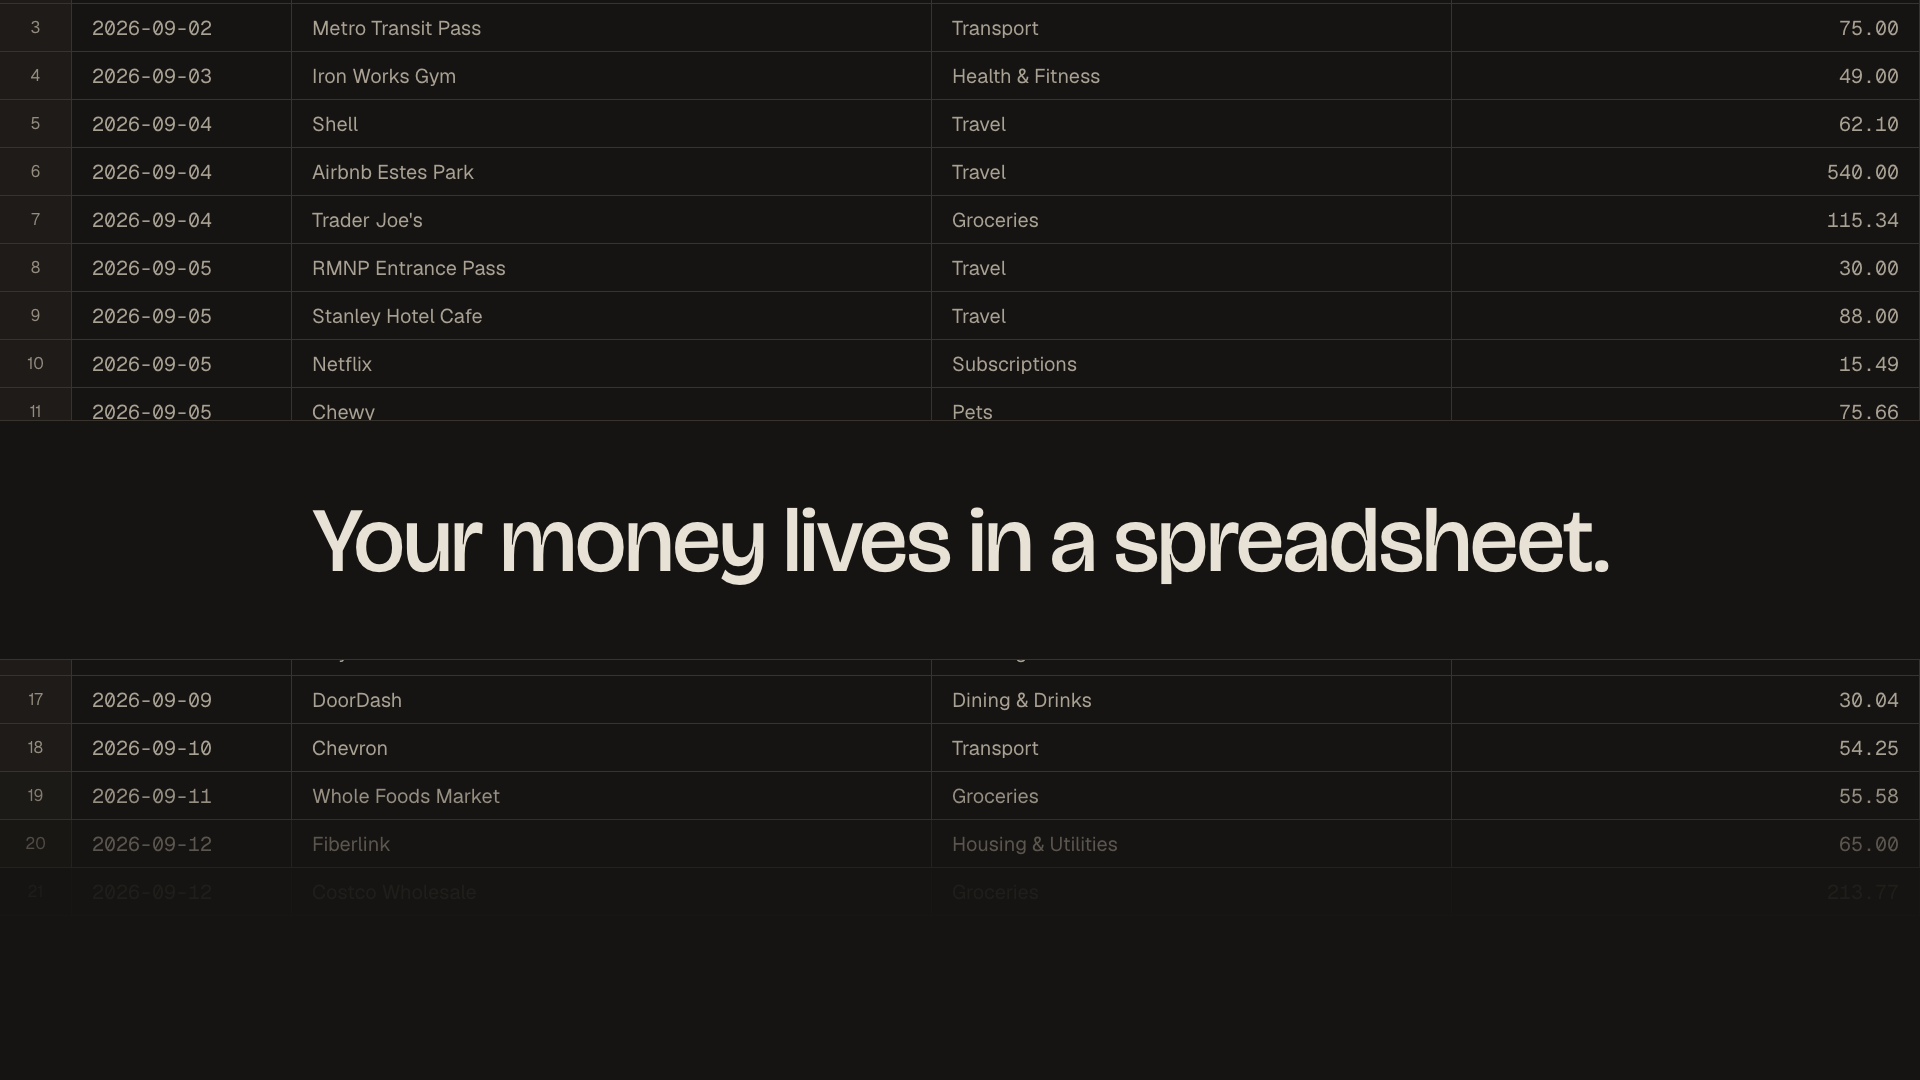 3 2026-09-02 Metro Transit Pass Transport 75.00
4 2026-09-03 Iron Works Gym Health & Fitness 49.00
5 2026-09-04 Shell Travel 62.10
6 2026-09-04 Airbnb Estes Park Travel 540.00
7 2026-09-04 Trader Joe's Groceries 115.34
8 2026-09-05 RMNP Entrance Pass Travel 30.00
9 2026-09-05 Stanley Hotel Cafe Travel 88.00
10 2026-09-05 Netflix Subscriptions 15.49
11 2026-09-05 Chewy Pets 75.66
Your money lives in a spreadsheet.
17 2026-09-09 DoorDash Dining & Drinks 30.04
18 2026-09-10 Chevron Transport 54.25
19 2026-09-11 Whole Foods Market Groceries 55.58
20 2026-09-12 Fiberlink Housing & Utilities 65.00
21 2026-09-12 Costco Wholesale Groceries 213.77